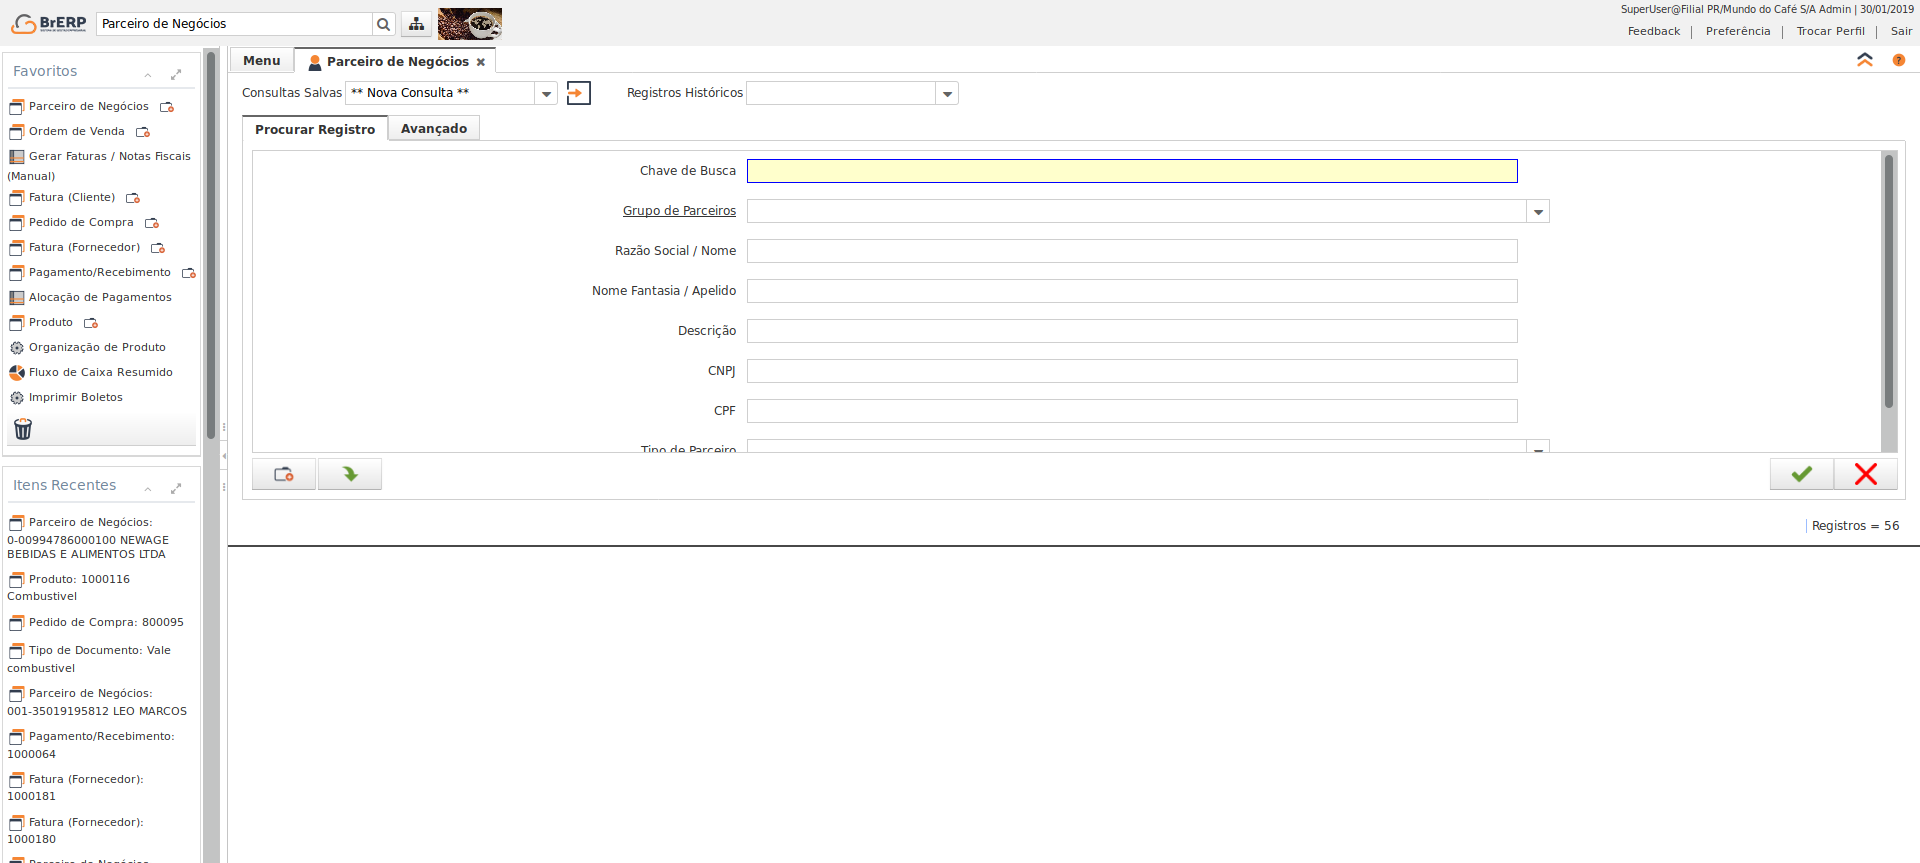 BrERP
Parceiro de Negócios
SuperUser@Filial PR/Mundo do Café S/A Admin | 30/01/2019
Feedback | Preferência | Trocar Perfil | Sair
Favoritos
Parceiro de Negócios
Ordem de Venda
Gerar Faturas / Notas Fiscais
(Manual)
Fatura (Cliente)
Pedido de Compra
Fatura (Fornecedor)
Pagamento/Recebimento
Alocação de Pagamentos
Produto
Organização de Produto
Fluxo de Caixa Resumido
Imprimir Boletos
Itens Recentes
Parceiro de Negócios:
0-00994786000100 NEWAGE
BEBIDAS E ALIMENTOS LTDA
Produto: 1000116
Combustivel
Pedido de Compra: 800095
Tipo de Documento: Vale
combustivel
Parceiro de Negócios:
001-35019195812 LEO MARCOS
Pagamento/Recebimento:
1000064
Fatura (Fornecedor):
1000181
Fatura (Fornecedor):
1000180
Parceiro de Negócios
Menu
Parceiro de Negócios
Consultas Salvas ** Nova Consulta **
Registros Históricos
Procurar Registro
Avançado
Chave de Busca
Grupo de Parceiros
Razão Social / Nome
Nome Fantasia / Apelido
Descrição
CNPJ
CPF
Tipo de Parceiro
Registros = 56